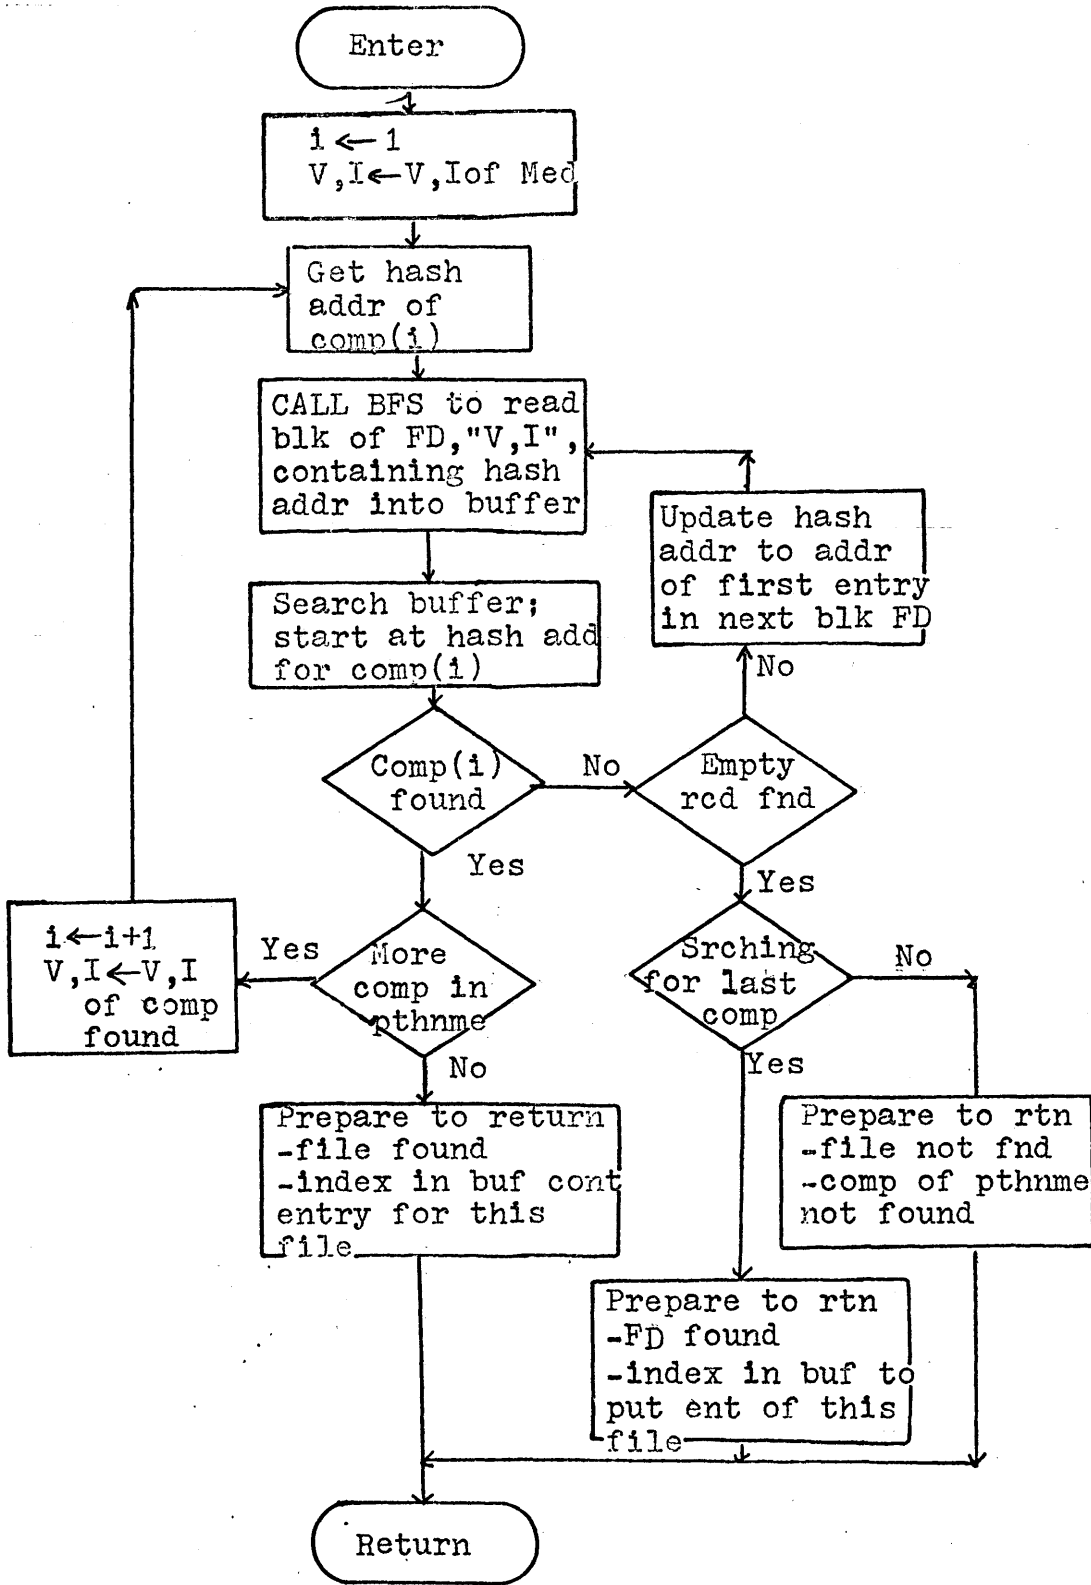 Enter
i ← 1
V,I←V,Iof Med
Get hash
addr of
comp(i)
CALL BFS to read
blk of FD,"V,I",
containing hash
addr into buffer
Update hash
addr to addr
of first entry
in next blk FD
Search buffer;
start at hash add
for comp(i)
No
Comp(i)
found
No
Empty
rcd fnd
Yes
Yes
i←i+1
V,I←V,I
of comp
found
Yes
More
comp in
pthnme
Srching
for last
comp
No
No
Yes
Prepare to return
-file found
-index in buf cont
entry for this
file
Prepare to rtn
-file not fnd
-comp of pthnme
not found
Prepare to rtn
-FD found
-index in buf to
put ent of this
file
Return